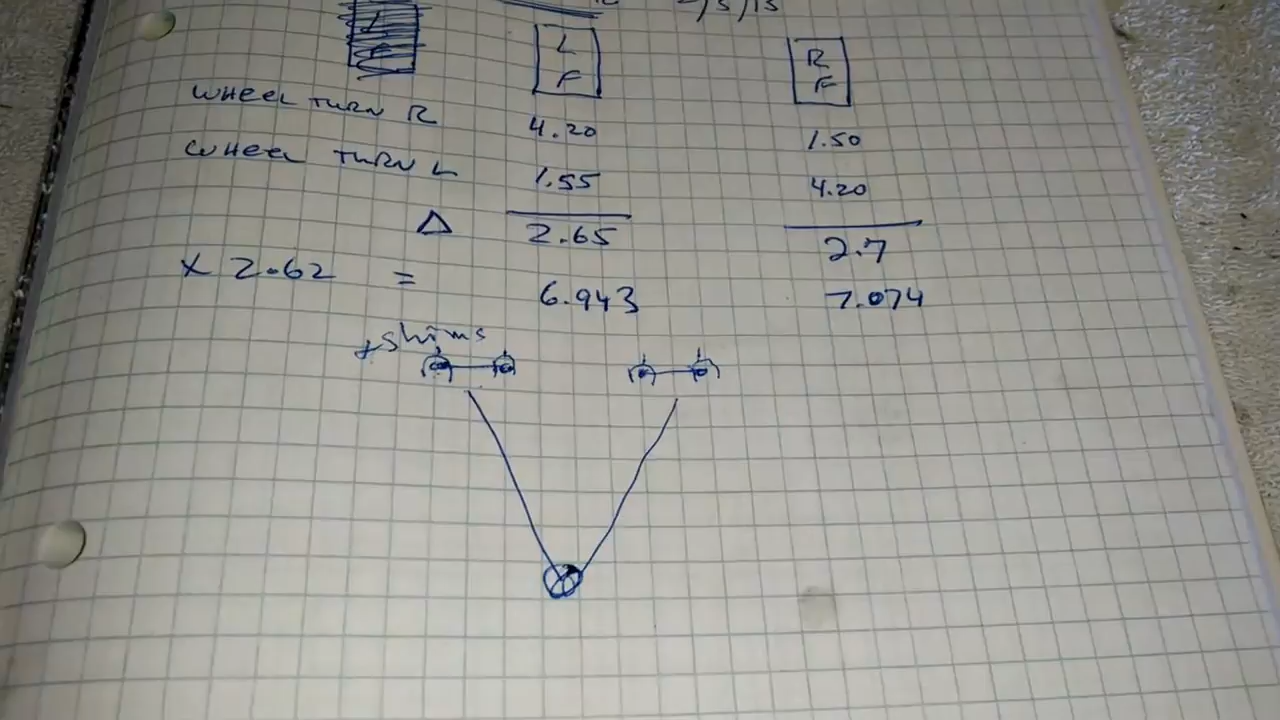 L R
F F
WHEEL TURN R 4.20 1.50
WHEEL TURN L 1.55 4.20
Δ 2.65 2.7
x 2.62 = 6.943 7.074
+shims